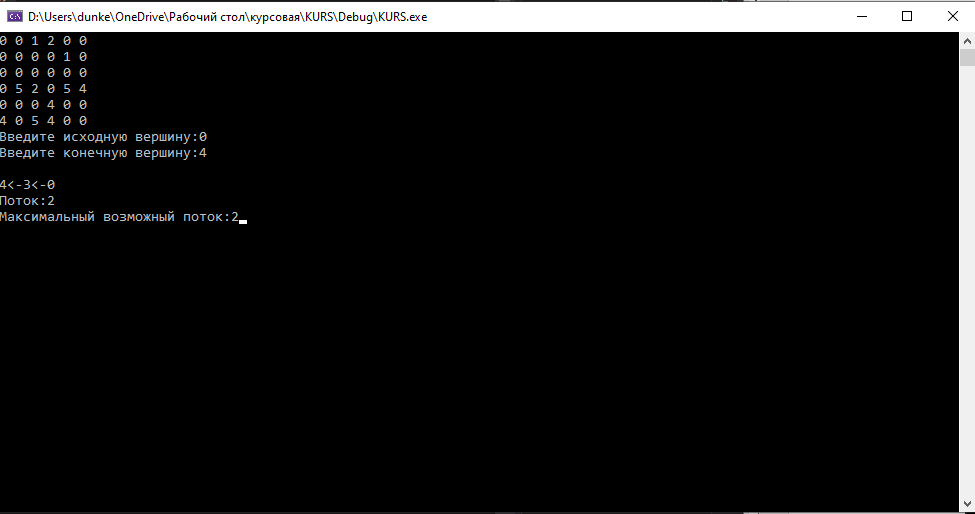 D:\Users\dunke\OneDrive\Рабочий стол\курсовая\KURS\Debug\KURS.exe
0 0 1 2 0 0
0 0 0 0 1 0
0 0 0 0 0 0
0 5 2 0 5 4
0 0 0 4 0 0
4 0 5 4 0 0
Введите исходную вершину:0
Введите конечную вершину:4
4<-3<-0
Поток:2
Максимальный возможный поток:2